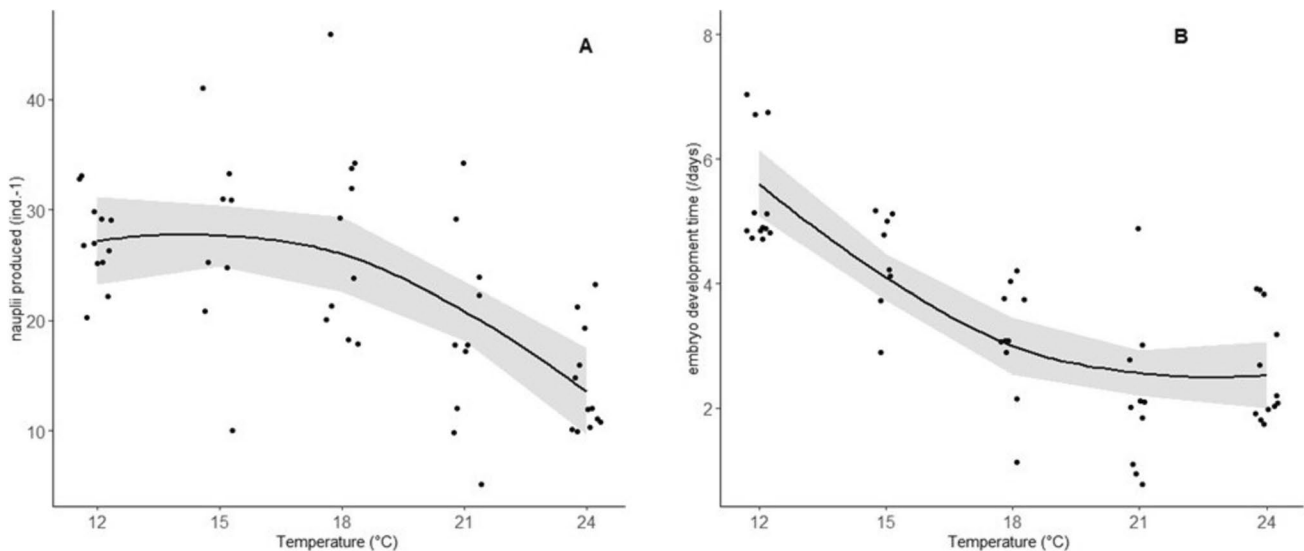 A
nauplii produced (ind.-1)
40
30
20
10
12 15 18 21 24
Temperature (°C)
B
embryo development time (/days)
8
6
4
2
12 15 18 21 24
Temperature (°C)